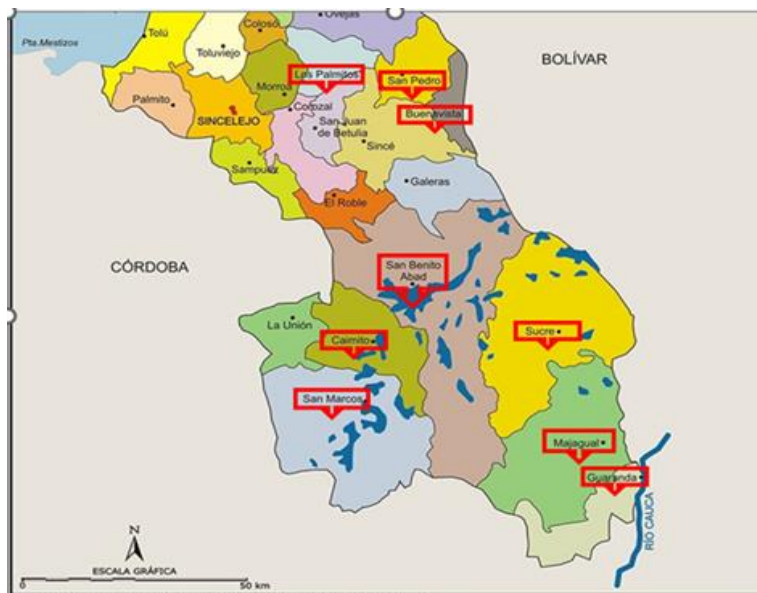 Ovejas
Colosó
Tolú
Pta.Mestizos
Toluviejo
BOLÍVAR
Los Palmitos
San Pedro
Morroa
Palmito
Corozal
Buenavista
SINCELEJO
San Juan
de Betulia
Sincé
Sampués
Galeras
El Roble
CÓRDOBA
San Benito
Abad
La Unión
Sucre
Caimito
San Marcos
Majagual
Guaranda
RÍO CAUCA
N
ESCALA GRÁFICA
0
50 km